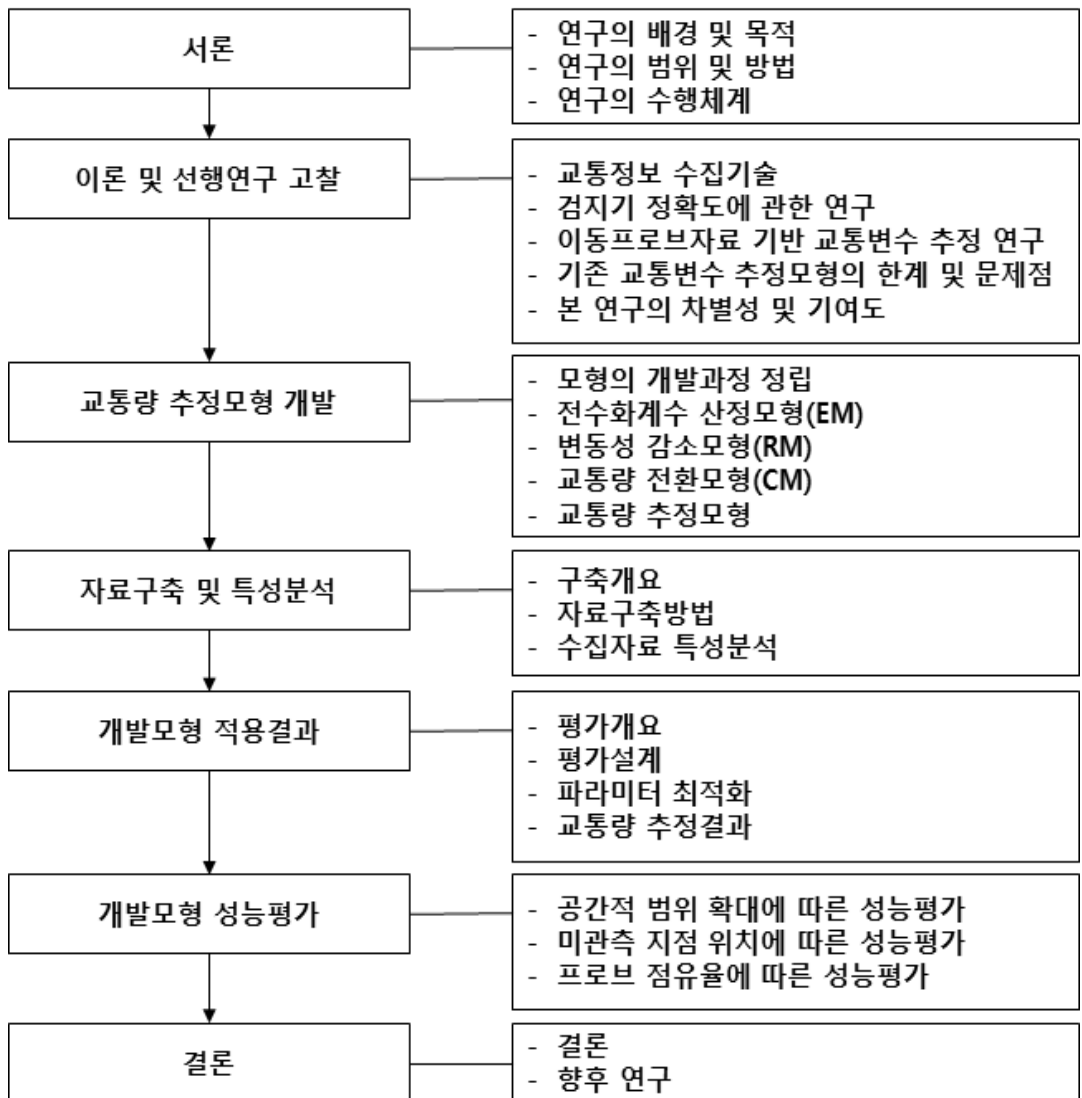 서론
- 연구의 배경 및 목적
- 연구의 범위 및 방법
- 연구의 수행체계
이론 및 선행연구 고찰
- 교통정보 수집기술
- 검지기 정확도에 관한 연구
- 이동프로브자료 기반 교통변수 추정 연구
- 기존 교통변수 추정모형의 한계 및 문제점
- 본 연구의 차별성 및 기여도
교통량 추정모형 개발
- 모형의 개발과정 정립
- 전수화계수 산정모형(EM)
- 변동성 감소모형(RM)
- 교통량 전환모형(CM)
- 교통량 추정모형
자료구축 및 특성분석
- 구축개요
- 자료구축방법
- 수집자료 특성분석
개발모형 적용결과
- 평가개요
- 평가설계
- 파라미터 최적화
- 교통량 추정결과
개발모형 성능평가
- 공간적 범위 확대에 따른 성능평가
- 미관측 지점 위치에 따른 성능평가
- 프로브 점유율에 따른 성능평가
결론
- 결론
- 향후 연구